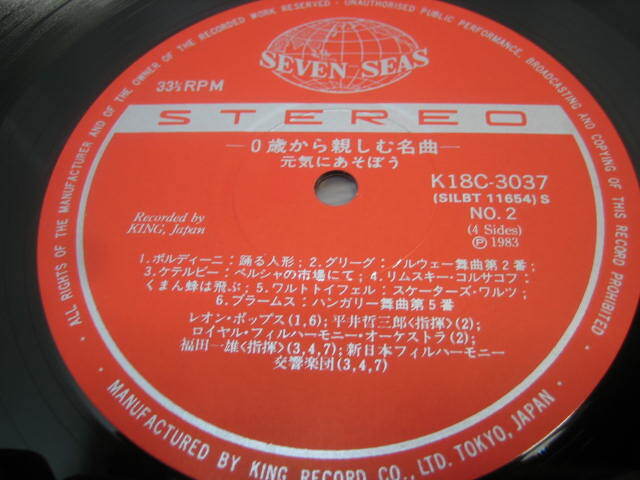 ALL RIGHTS OF THE MANUFACTURER AND OF THE OWNER OF THE RECORDED WORK RESERVED · UNAUTHORISED PUBLIC PERFORMANCE, BROADCASTING AND COPYING OF THIS RECORD PROHIBITED ·
SEVEN SEAS
33⅓RPM
STEREO
—0歳から親しむ名曲—
元気にあそぼう
K18C-3037
(SILBT 11654) S
NO. 2
(4 Sides)
Ⓟ 1983
Recorded by
KING, Japan
1.ポルディーニ:踊る人形;2.グリーグ:ノルウェー舞曲第2番;
3.ケテルビー:ペルシャの市場にて;4.リムスキー・コルサコフ:
くまん蜂は飛ぶ;5.ワルトトイフェル:スケーターズ・ワルツ;
6.ブラームス:ハンガリー舞曲第5番
レオン・ポップス(1,6);平井哲三郎<指揮>(2);
ロイヤル・フィルハーモニー・オーケストラ(2);
福田一雄<指揮>(3,4,7);新日本フィルハーモニー
交響楽団(3,4,7)
· MANUFACTURED BY KING RECORD CO., LTD. TOKYO, JAPAN ·